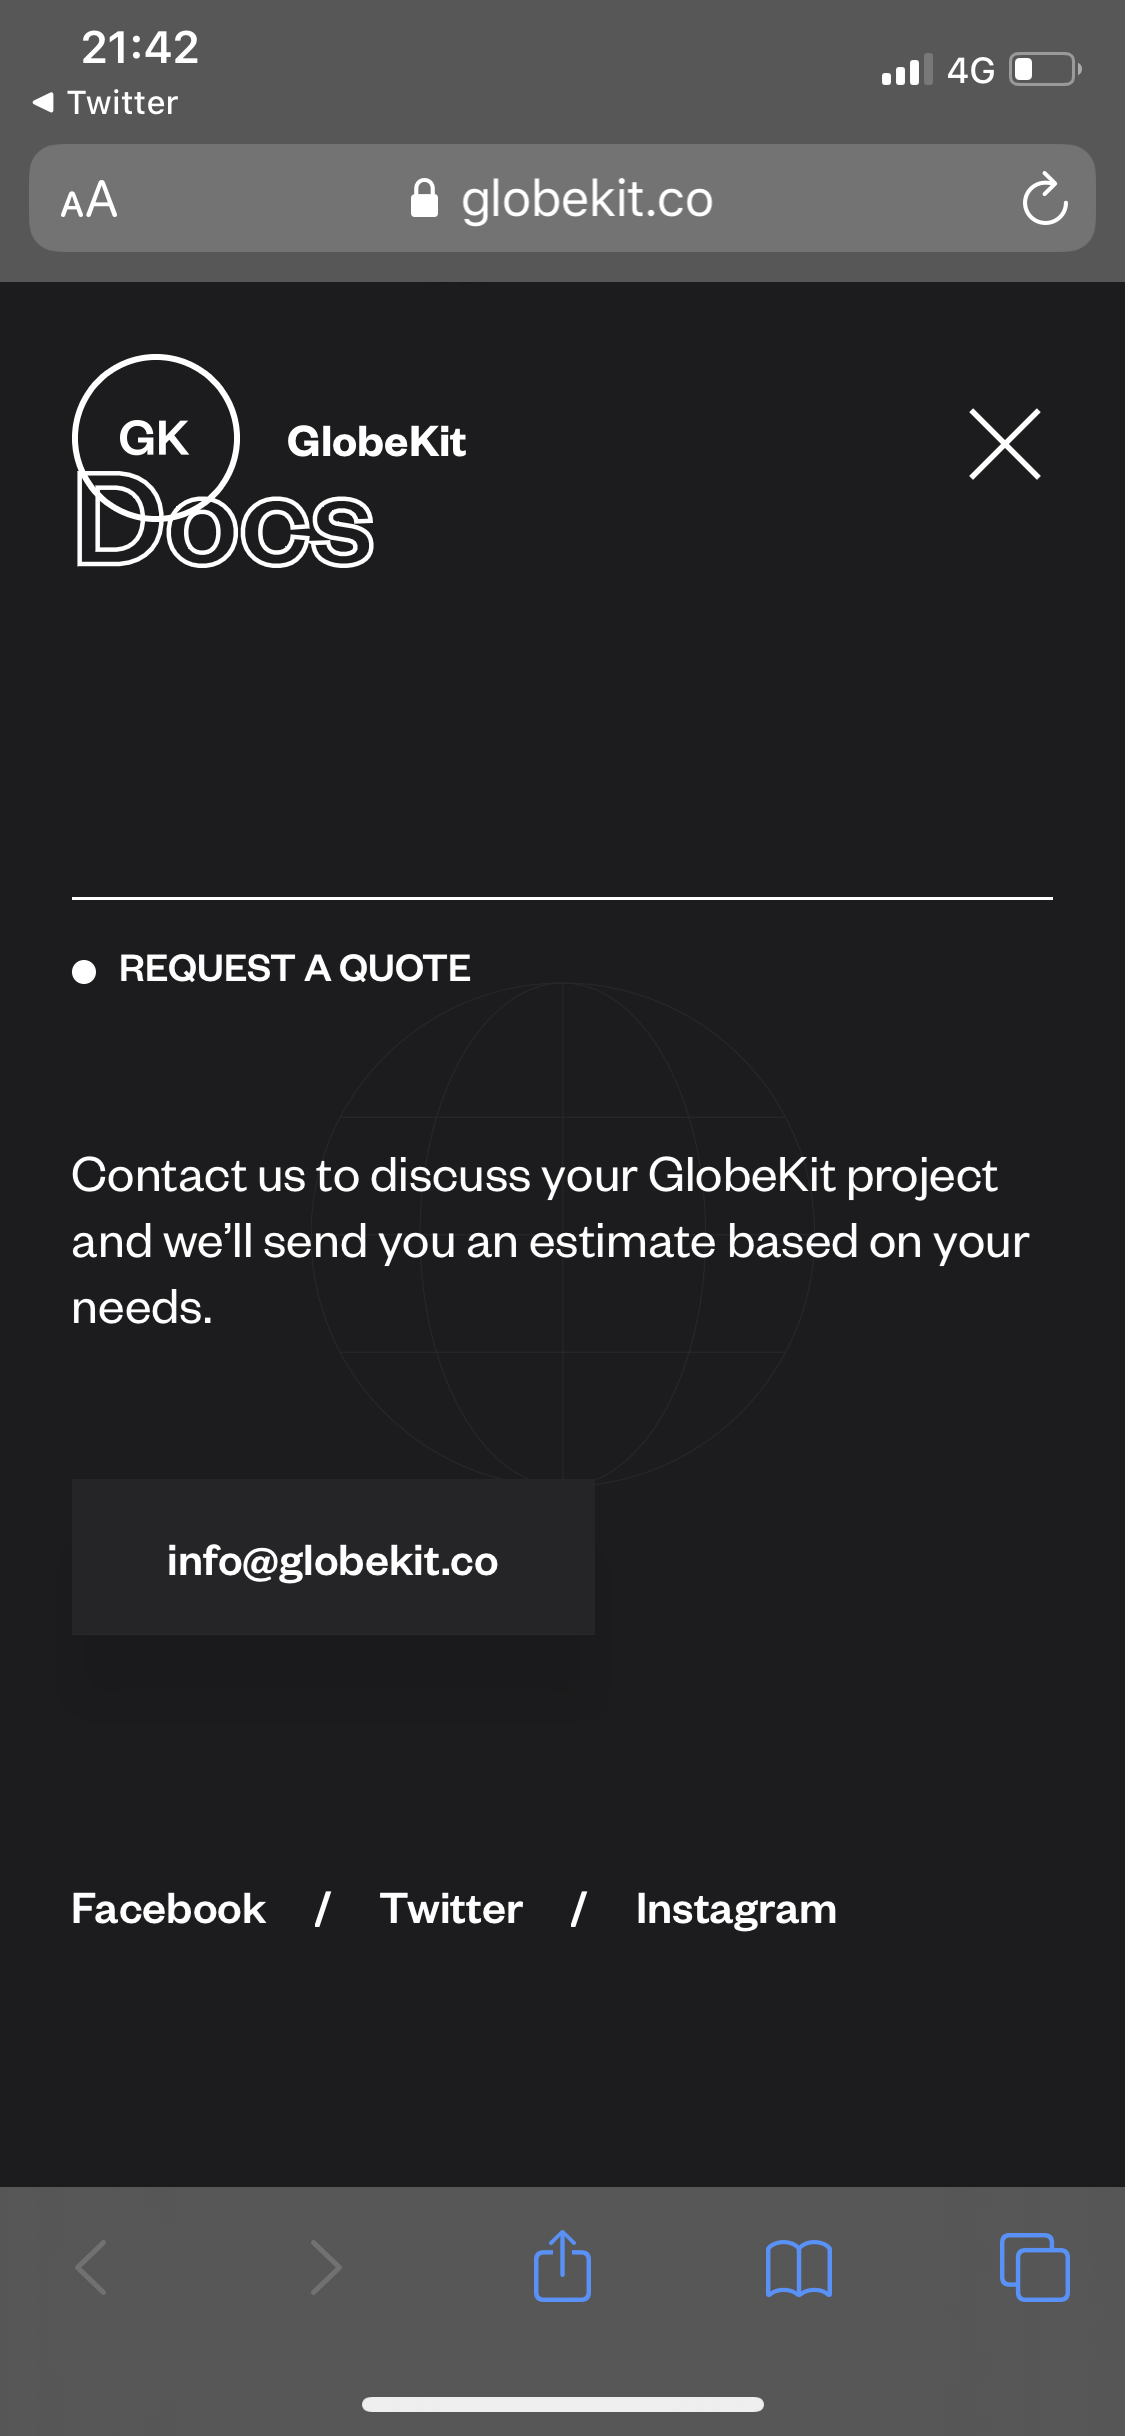 21:42
Twitter
4G
AA
globekit.co
GK
GlobeKit
Docs
REQUEST A QUOTE
Contact us to discuss your GlobeKit project
and we’ll send you an estimate based on your
needs.
info@globekit.co
Facebook / Twitter / Instagram